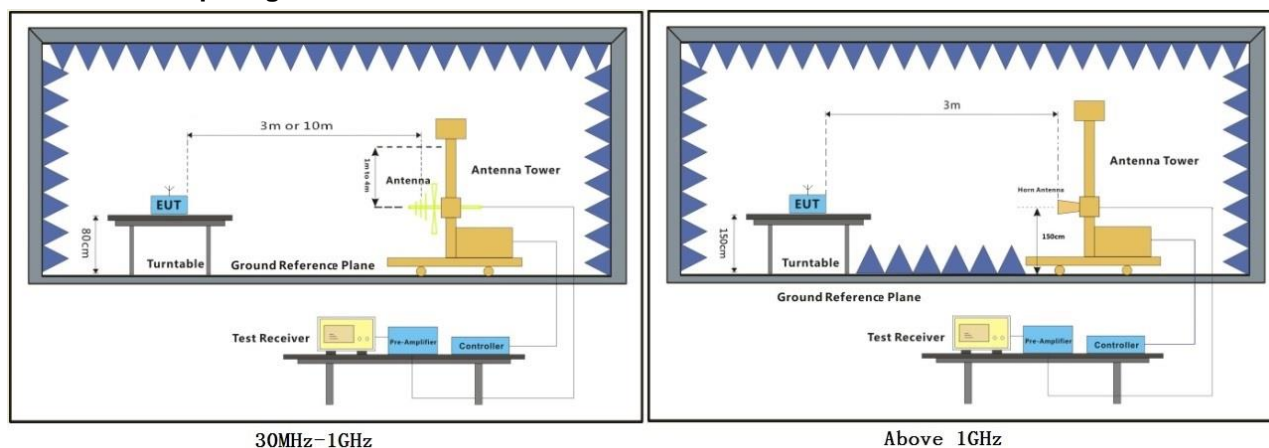 3m or 10m
1m to 4m
Antenna
Antenna Tower
EUT
80cm
Turntable
Ground Reference Plane
Test Receiver
Pre-Amplifier
Controller
30MHz-1GHz
3m
Antenna Tower
Horn Antenna
EUT
150cm
150cm
Turntable
Ground Reference Plane
Test Receiver
Pre-Amplifier
Controller
Above 1GHz